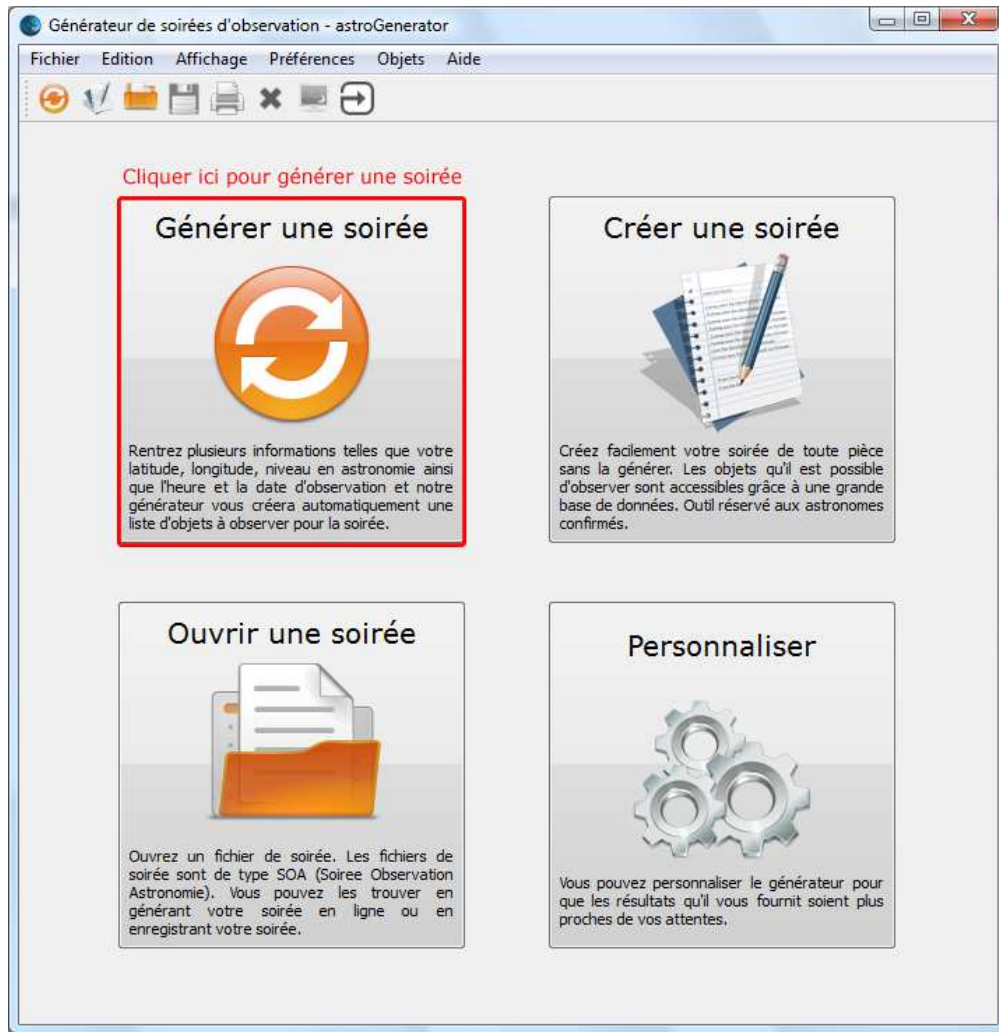 Générateur de soirées d'observation - astroGenerator
Fichier Edition Affichage Préférences Objets Aide
Cliquer ici pour générer une soirée
Générer une soirée
Rentrez plusieurs informations telles que votre
latitude, longitude, niveau en astronomie ainsi
que l'heure et la date d'observation et notre
générateur vous créera automatiquement une
liste d'objets à observer pour la soirée.
Créer une soirée
Créez facilement votre soirée de toute pièce
sans la générer. Les objets qu'il est possible
d'observer sont accessibles grâce à une grande
base de données. Outil réservé aux astronomes
confirmés.
Ouvrir une soirée
Ouvrez un fichier de soirée. Les fichiers de
soirée sont de type SOA (Soiree Observation
Astronomie). Vous pouvez les trouver en
générant votre soirée en ligne ou en
enregistrant votre soirée.
Personnaliser
Vous pouvez personnaliser le générateur pour
que les résultats qu'il vous fournit soient plus
proches de vos attentes.